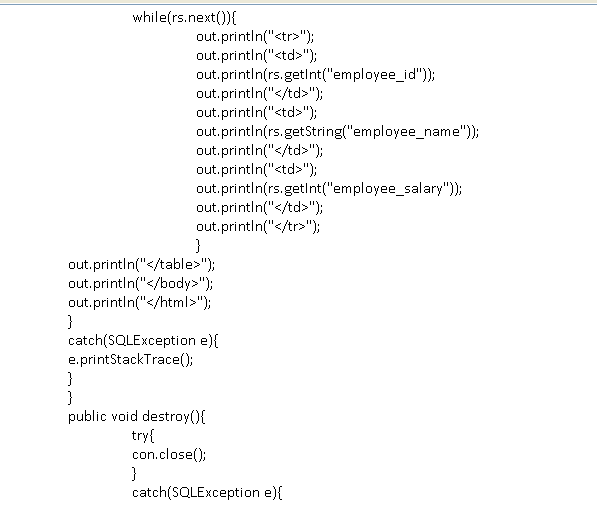 while(rs.next()){
out.println("<tr>");
out.println("<td>");
out.println(rs.getInt("employee_id"));
out.println("</td>");
out.println("<td>");
out.println(rs.getString("employee_name"));
out.println("</td>");
out.println("<td>");
out.println(rs.getInt("employee_salary"));
out.println("</td>");
out.println("</tr>");
}
out.println("</table>");
out.println("</body>");
out.println("</html>");
}
catch(SQLException e){
e.printStackTrace();
}
}
public void destroy(){
try{
con.close();
}
catch(SQLException e){